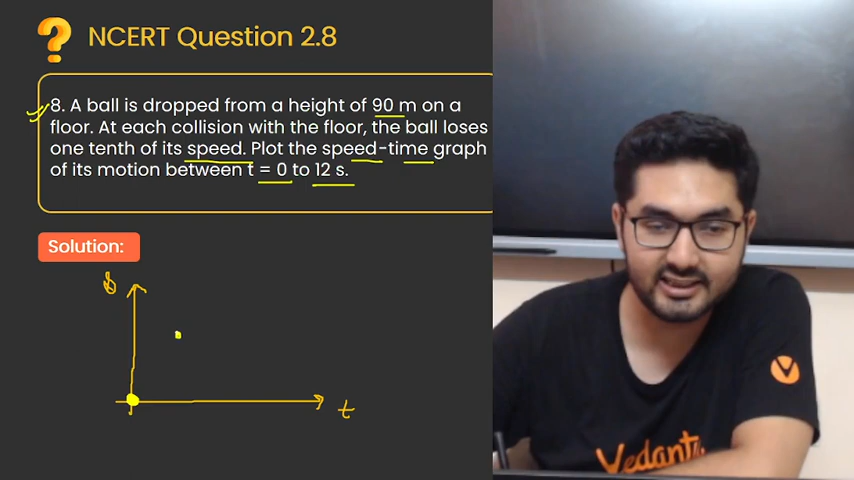 NCERT Question 2.8
8. A ball is dropped from a height of 90 m on a
floor. At each collision with the floor, the ball loses
one tenth of its speed. Plot the speed-time graph
of its motion between t = 0 to 12 s.
Solution:
t
Vedantu